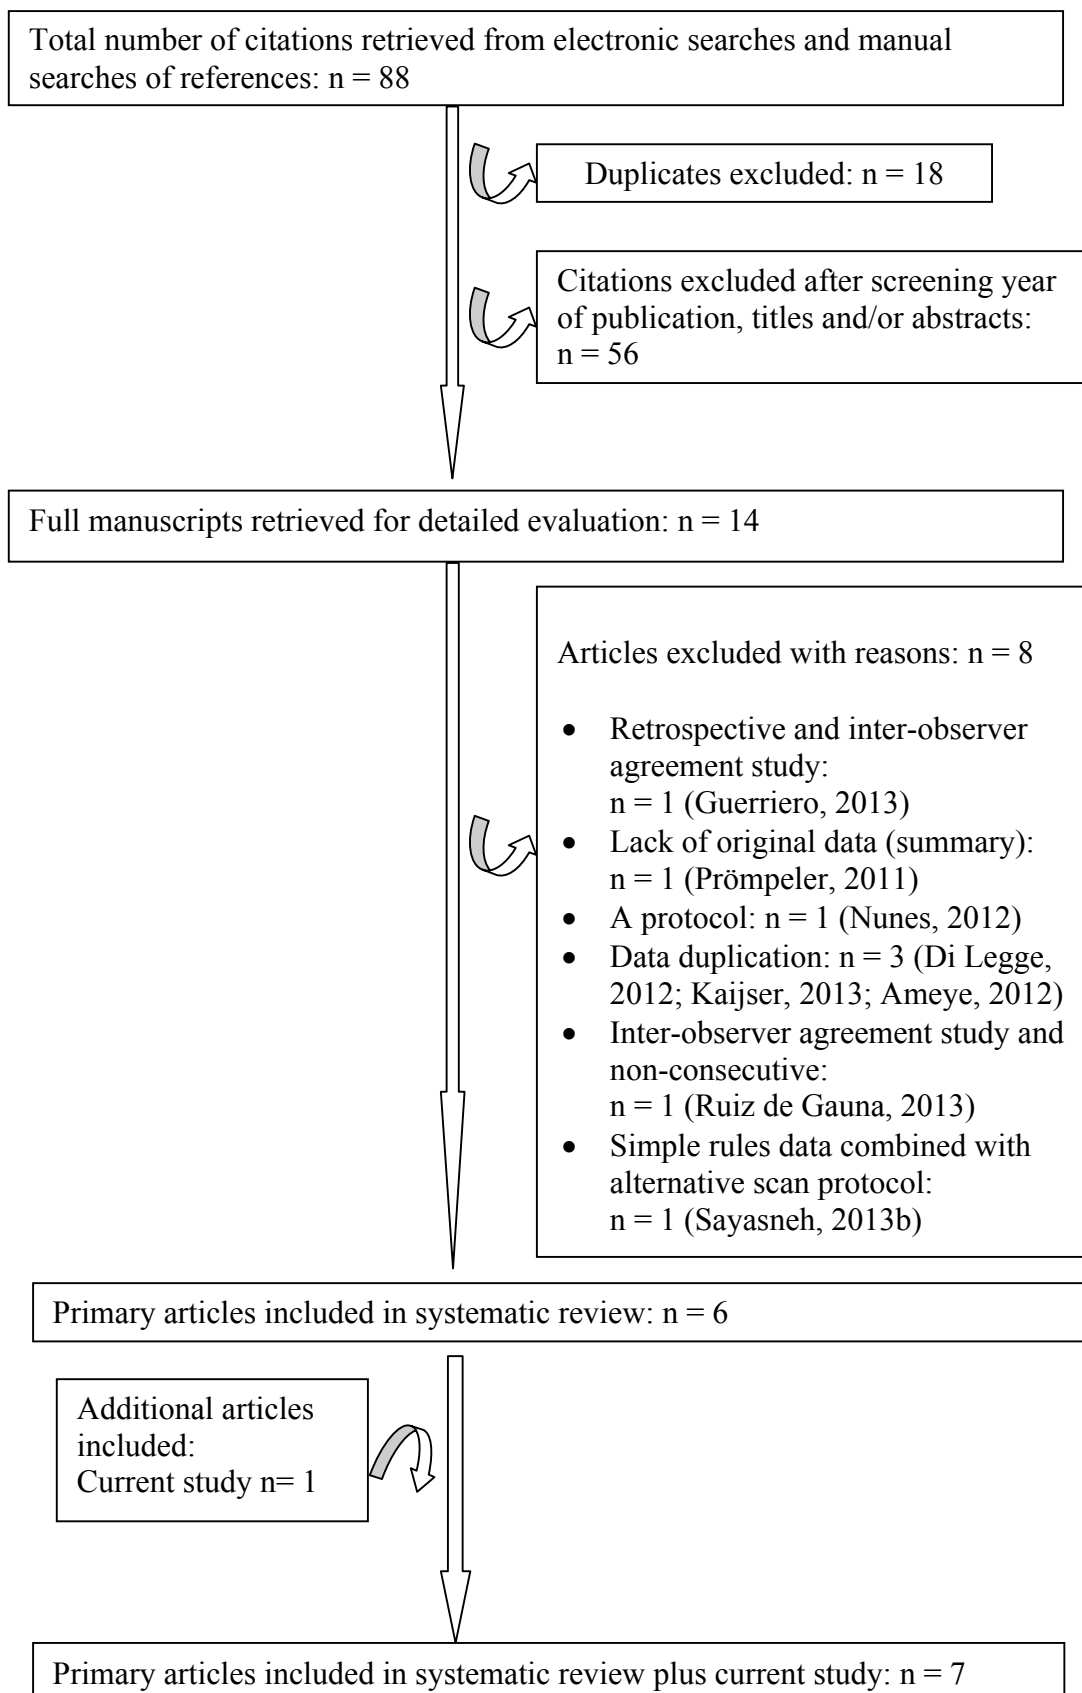 Total number of citations retrieved from electronic searches and manual
searches of references: n = 88
Duplicates excluded: n = 18
Citations excluded after screening year
of publication, titles and/or abstracts:
n = 56
Full manuscripts retrieved for detailed evaluation: n = 14
Articles excluded with reasons: n = 8
• Retrospective and inter-observer
agreement study:
n = 1 (Guerriero, 2013)
• Lack of original data (summary):
n = 1 (Prömpeler, 2011)
• A protocol: n = 1 (Nunes, 2012)
• Data duplication: n = 3 (Di Legge,
2012; Kaijser, 2013; Ameye, 2012)
• Inter-observer agreement study and
non-consecutive:
n = 1 (Ruiz de Gauna, 2013)
• Simple rules data combined with
alternative scan protocol:
n = 1 (Sayasneh, 2013b)
Primary articles included in systematic review: n = 6
Additional articles
included:
Current study n= 1
Primary articles included in systematic review plus current study: n = 7